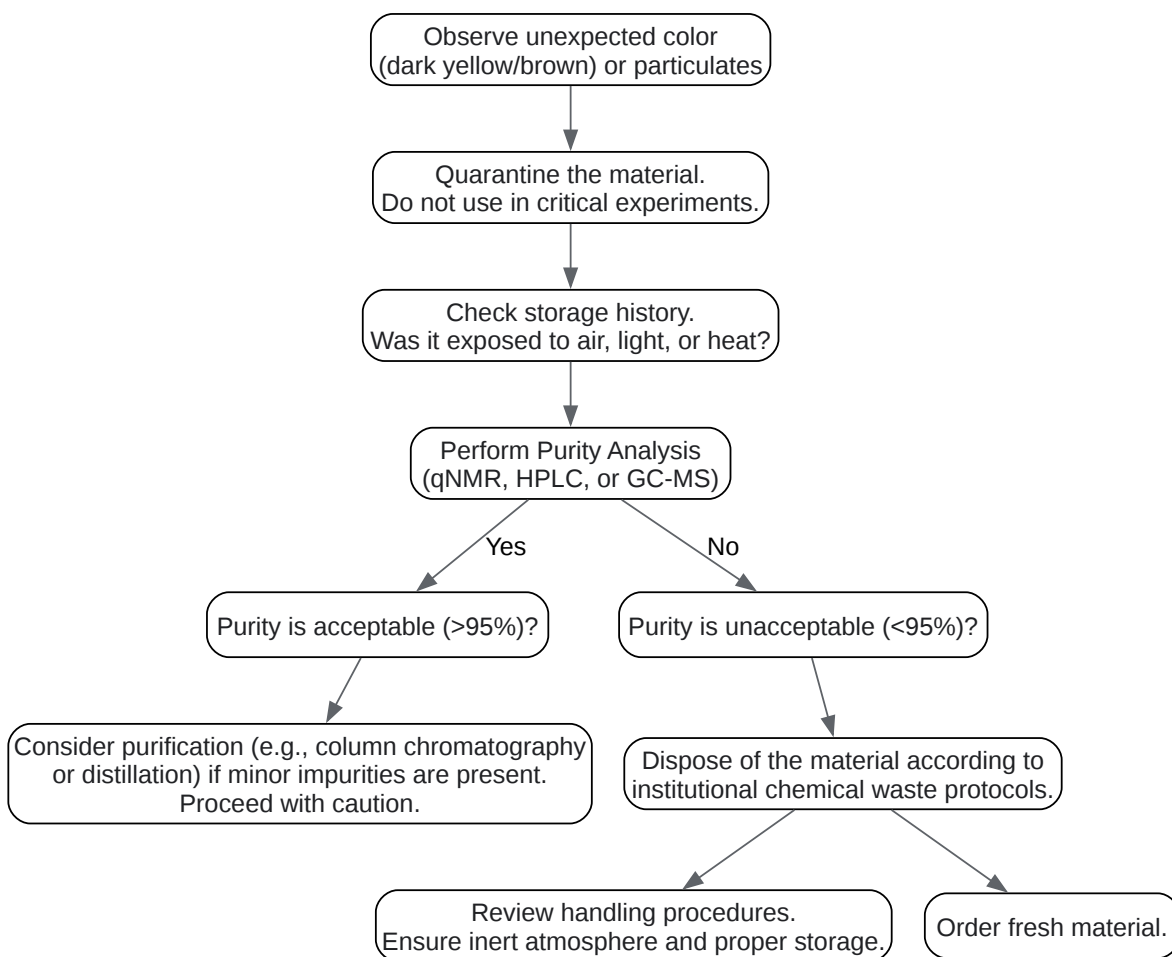 Observe unexpected color
(dark yellow/brown) or particulates
Quarantine the material.
Do not use in critical experiments.
Check storage history.
Was it exposed to air, light, or heat?
Perform Purity Analysis
(qNMR, HPLC, or GC-MS)
Yes
No
Purity is acceptable (>95%)?
Purity is unacceptable (<95%)?
Consider purification (e.g., column chromatography
or distillation) if minor impurities are present.
Proceed with caution.
Dispose of the material according to
institutional chemical waste protocols.
Review handling procedures.
Ensure inert atmosphere and proper storage.
Order fresh material.